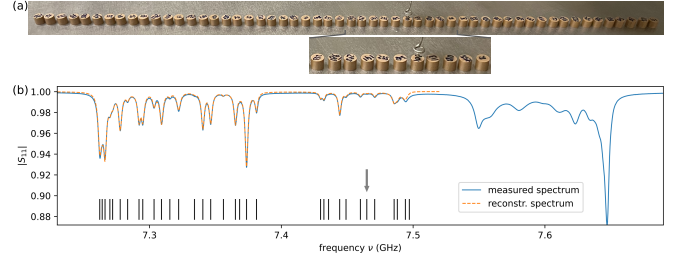 (a)
(b)
1.00
0.98
0.96
0.94
0.92
0.90
0.88
|S₁₁|
7.3
7.4
7.5
7.6
frequency ν (GHz)
measured spectrum
reconstr. spectrum